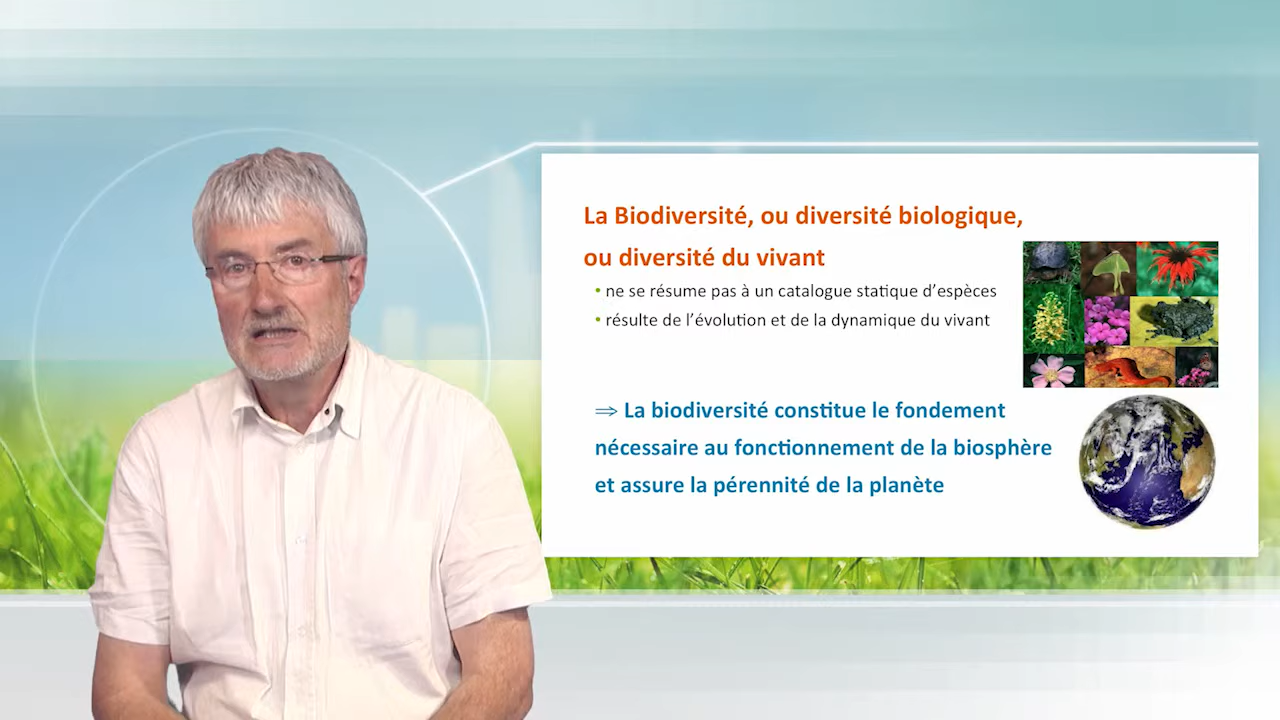 La Biodiversité, ou diversité biologique,
ou diversité du vivant
• ne se résume pas à un catalogue statique d’espèces
• résulte de l’évolution et de la dynamique du vivant
⇒ La biodiversité constitue le fondement
nécessaire au fonctionnement de la biosphère
et assure la pérennité de la planète